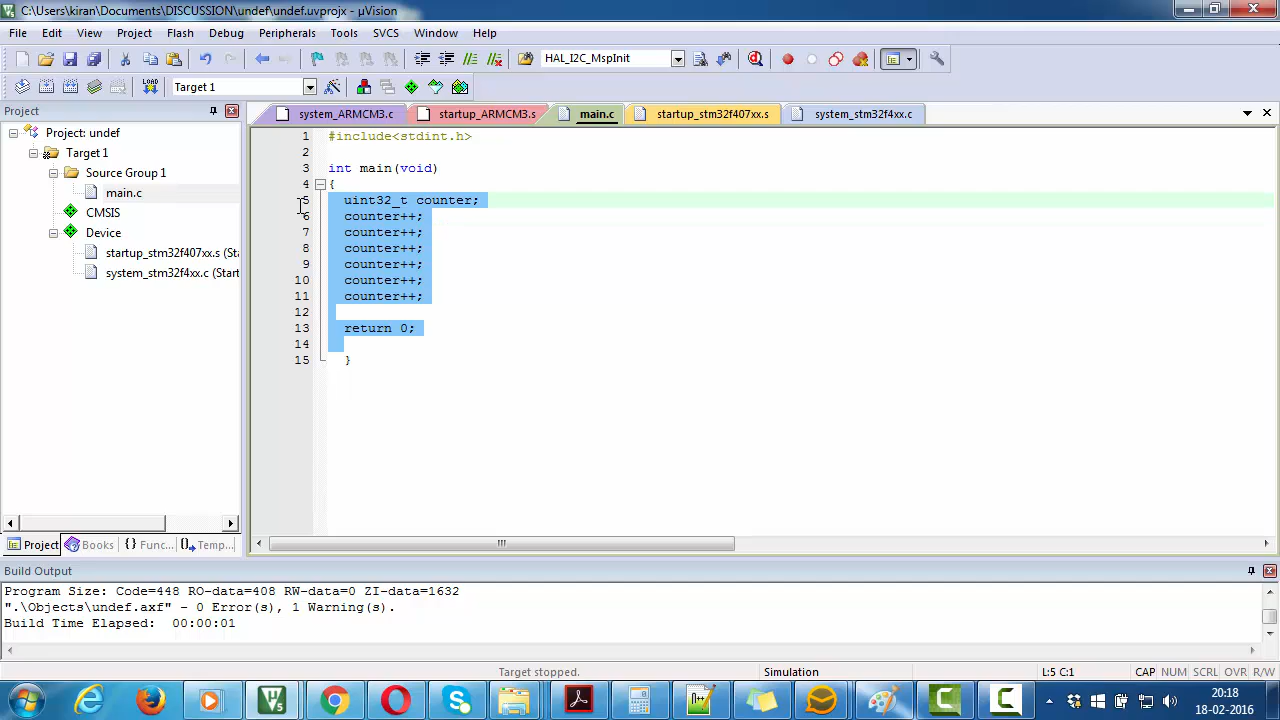 C:\Users\kiran\Documents\DISCUSSION\undef\undef.uvprojx - µVision
File Edit View Project Flash Debug Peripherals Tools SVCS Window Help
HAL_I2C_MspInit
LOAD Target 1
Project
system_ARMCM3.c startup_ARMCM3.s main.c startup_stm32f407xx.s system_stm32f4xx.c
Project: undef
Target 1
Source Group 1
main.c
CMSIS
Device
startup_stm32f407xx.s (Sta
system_stm32f4xx.c (Start
1 #include<stdint.h>
2
3 int main(void)
4 {
5 uint32_t counter;
6 counter++;
7 counter++;
8 counter++;
9 counter++;
10 counter++;
11 counter++;
12
13 return 0;
14
15 }
Project Books {} Func... Temp...
Build Output
Program Size: Code=448 RO-data=408 RW-data=0 ZI-data=1632
".\Objects\undef.axf" - 0 Error(s), 1 Warning(s).
Build Time Elapsed: 00:00:01
Target stopped. Simulation L:5 C:1 CAP NUM SCRL OVR R/W
20:18
18-02-2016